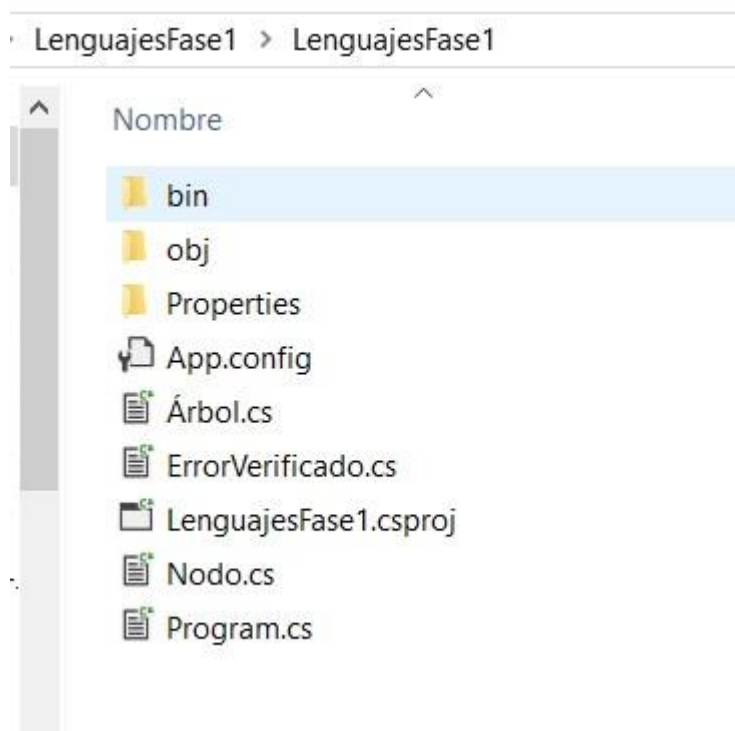 LenguajesFase1 > LenguajesFase1
Nombre
bin
obj
Properties
App.config
Árbol.cs
ErrorVerificado.cs
LenguajesFase1.csproj
Nodo.cs
Program.cs